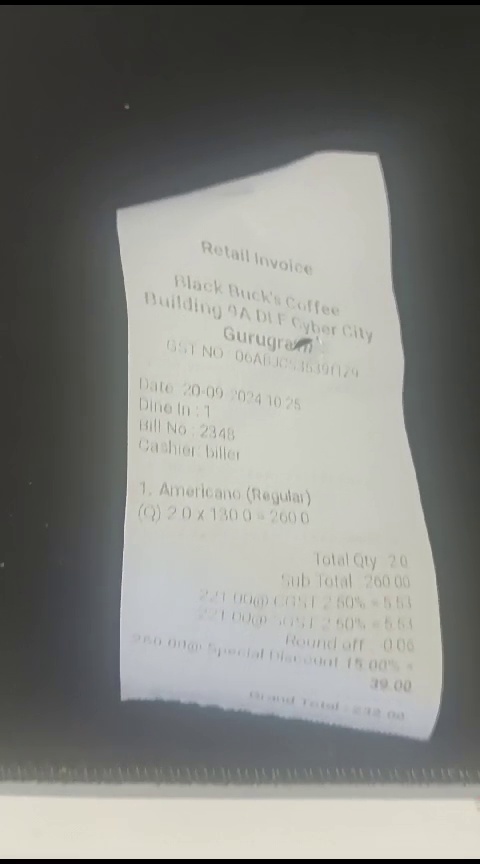 Retail Invoice
Black Buck's Coffee
Building 9A DLF Cyber City
Gurugram
GST NO
Date: 20-09-2024 10:25
Dine In : 1
Bill No : 2348
Cashier: biller
1. Americano (Regular)
(Q) 2.0 x 130.0 = 260.0
Total Qty 2.0
Sub Total 260.00
221.00@ CGST 2.50% = 5.53
221.00@ SGST 2.50% = 5.53
Round off
260.00@ Special Discount 15.00% =
39.00
Grand Total : 232.00